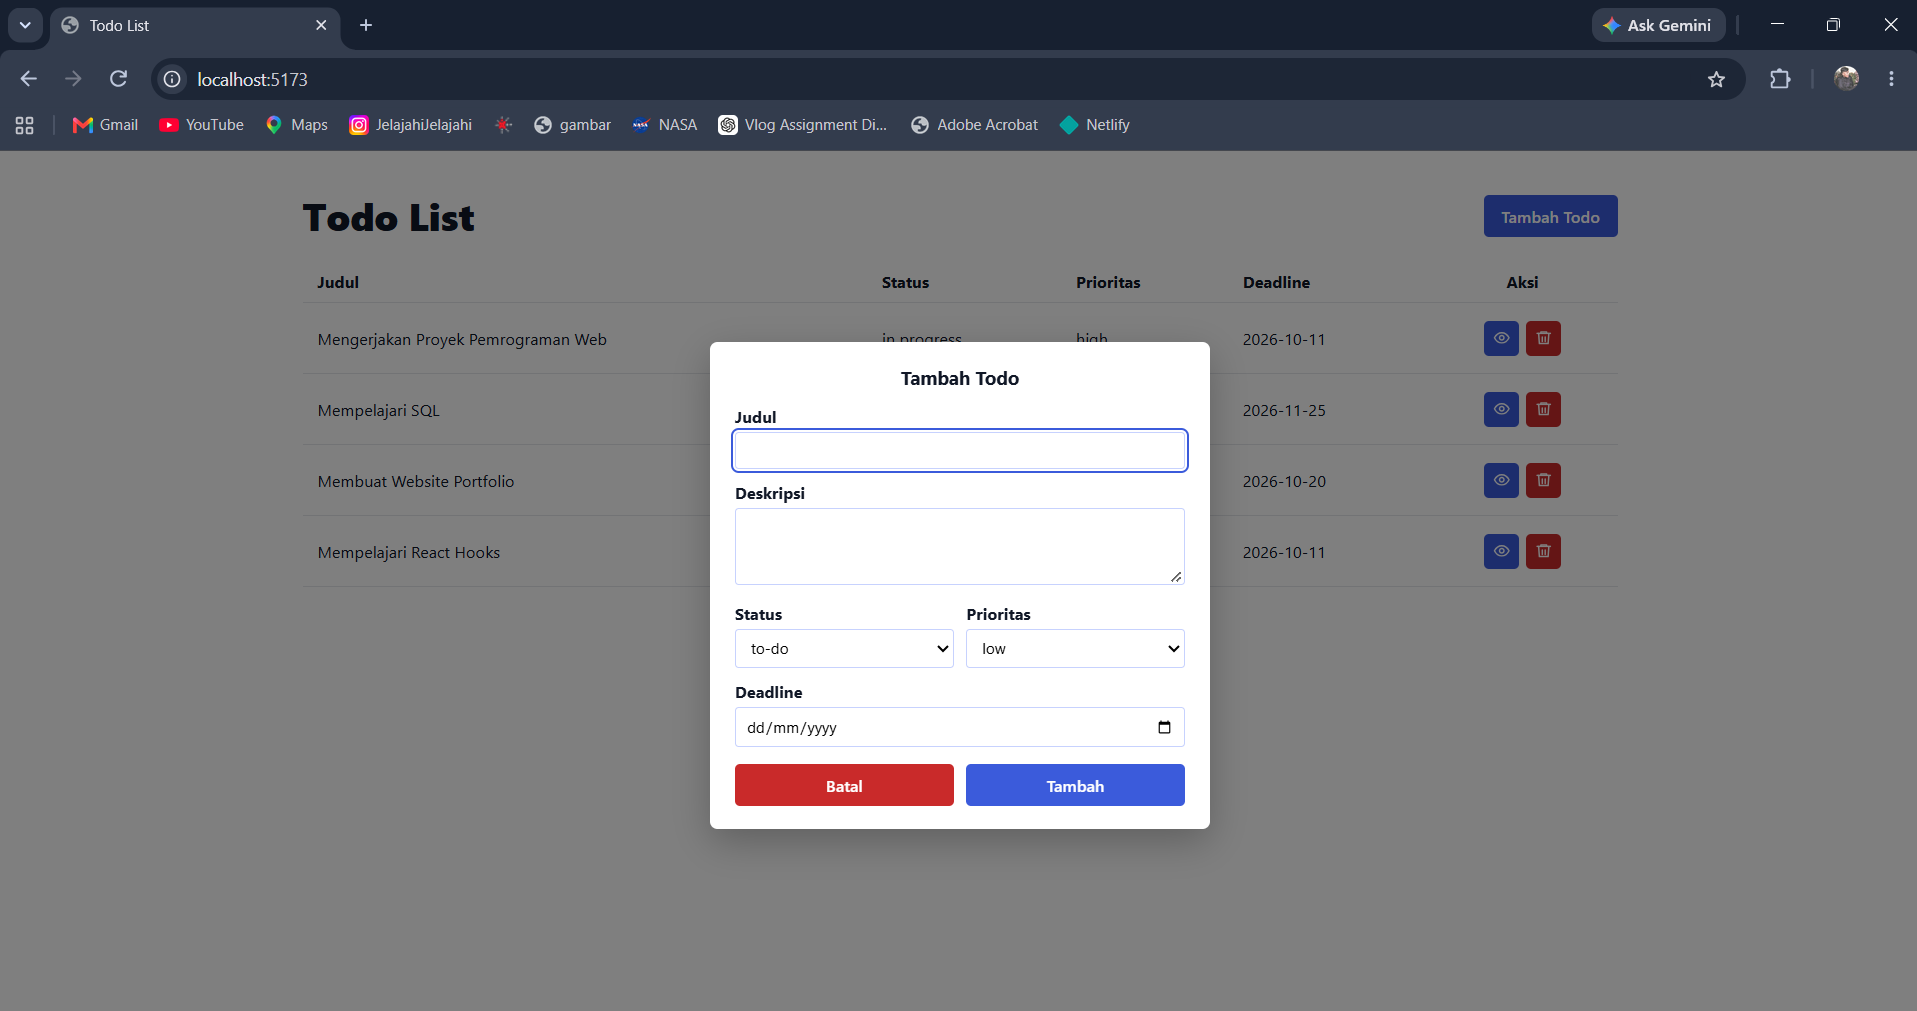 Todo List
Ask Gemini
localhost:5173
Gmail YouTube Maps JelajahiJelajahi gambar NASA Vlog Assignment Di... Adobe Acrobat Netlify
Todo List
Tambah Todo
Judul Status Prioritas Deadline Aksi
Mengerjakan Proyek Pemrograman Web in progress high 2026-10-11
Mempelajari SQL 2026-11-25
Membuat Website Portfolio 2026-10-20
Mempelajari React Hooks 2026-10-11
Tambah Todo
Judul
Deskripsi
Status Prioritas
to-do low
Deadline
dd/mm/yyyy
Batal Tambah